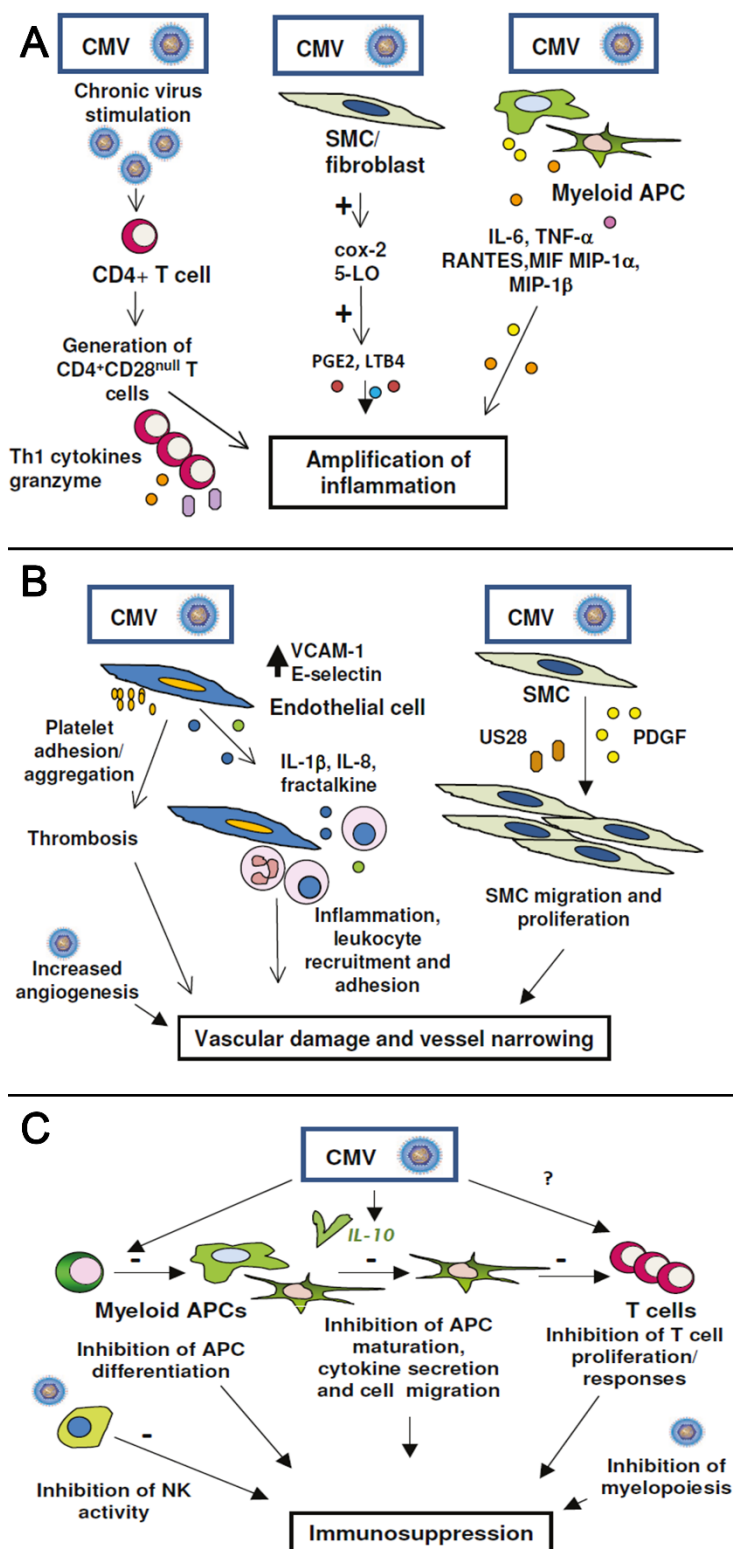 A
CMV
Chronic virus
stimulation
CD4+ T cell
Generation of
CD4⁺CD28ⁿᵘˡˡ T
cells
Th1 cytokines
granzyme
CMV
SMC/
fibroblast
+
cox-2
5-LO
+
PGE2, LTB4
CMV
Myeloid APC
IL-6, TNF-α
RANTES,MIF MIP-1α,
MIP-1β
Amplification of
inflammation
B
CMV
VCAM-1
E-selectin
Endothelial cell
Platelet
adhesion/
aggregation
IL-1β, IL-8,
fractalkine
Thrombosis
Inflammation,
leukocyte
recruitment and
adhesion
Increased
angiogenesis
CMV
SMC
US28
PDGF
SMC migration and
proliferation
Vascular damage and vessel narrowing
C
CMV
?
IL-10
-
-
-
Myeloid APCs
T cells
Inhibition of APC
differentiation
Inhibition of APC
maturation,
cytokine secretion
and cell migration
Inhibition of T cell
proliferation/
responses
-
Inhibition of NK
activity
Inhibition of
myelopoiesis
Immunosuppression